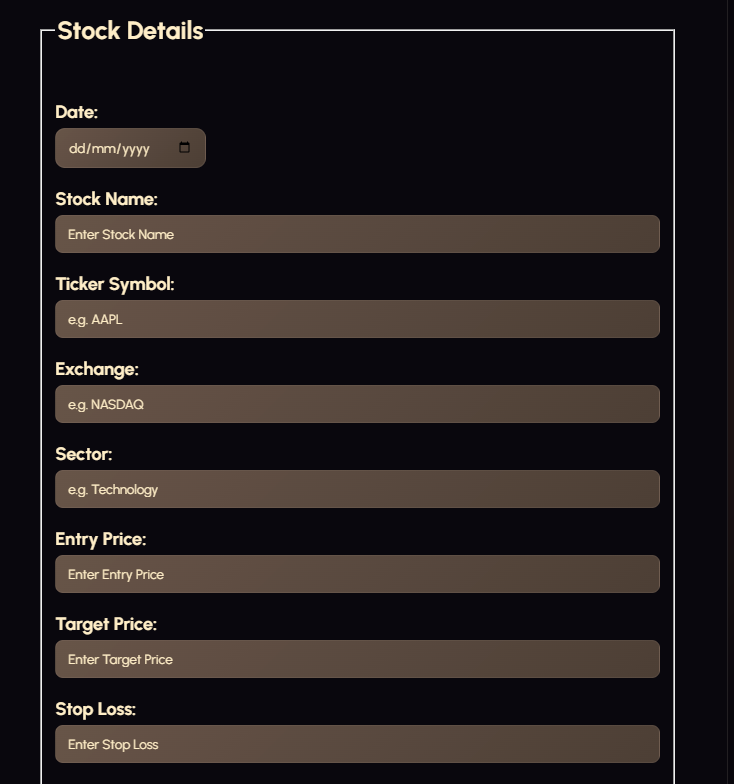 Stock Details
Date:
dd/mm/yyyy
Stock Name:
Enter Stock Name
Ticker Symbol:
e.g. AAPL
Exchange:
e.g. NASDAQ
Sector:
e.g. Technology
Entry Price:
Enter Entry Price
Target Price:
Enter Target Price
Stop Loss:
Enter Stop Loss